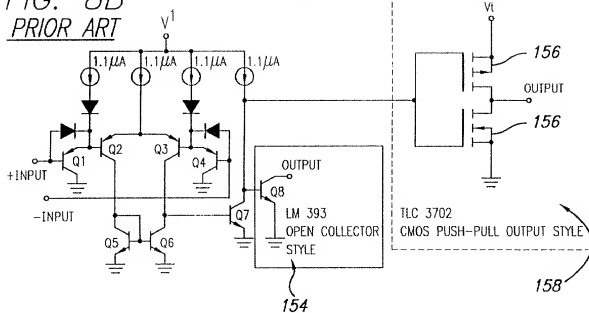 FIG. 8B
PRIOR ART
V1
Vt
1.1μA 1.1μA 1.1μA 1.1μA
156
OUTPUT
156
Q1 Q2 Q3 Q4
+INPUT
-INPUT
OUTPUT
Q8
Q7
Q5 Q6
LM 393
OPEN COLLECTOR
STYLE
TLC 3702
CMOS PUSH-PULL OUTPUT STYLE
154
158